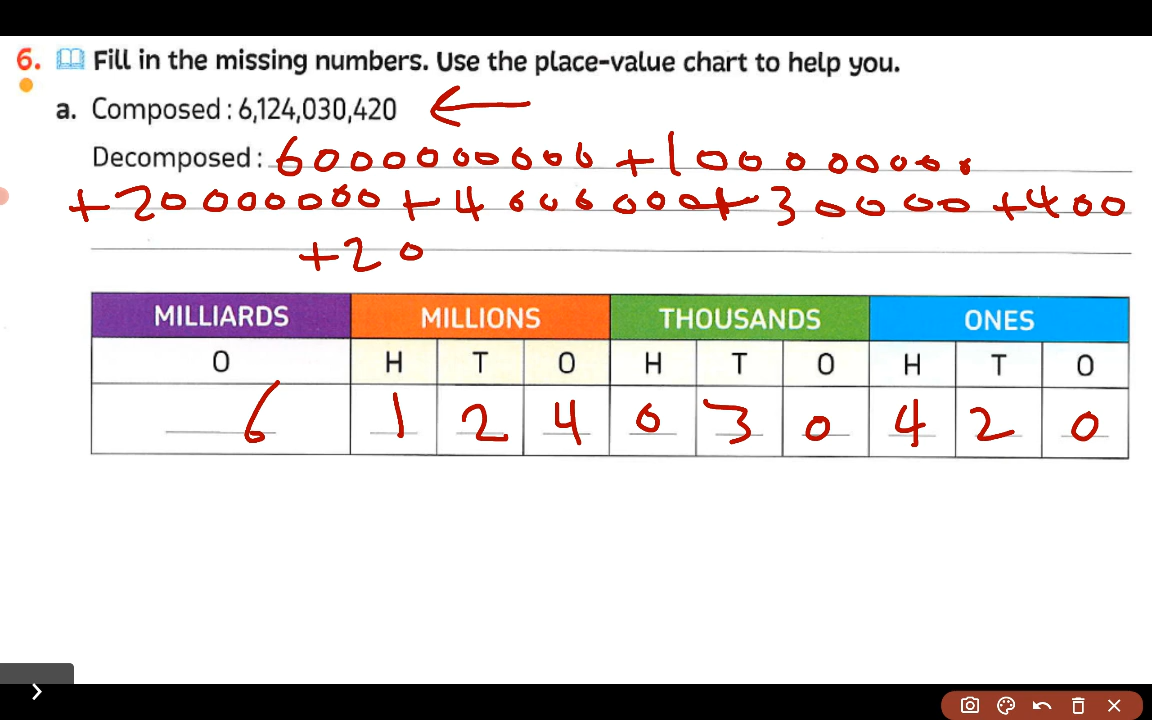 6. Fill in the missing numbers. Use the place-value chart to help you.
a. Composed : 6,124,030,420
Decomposed : 6000000000 + 100000000
+ 20000000 + 4000000 + 30000 + 400
+ 20
MILLIARDS MILLIONS THOUSANDS ONES
O H T O H T O H T O
6 1 2 4 0 3 0 4 2 0